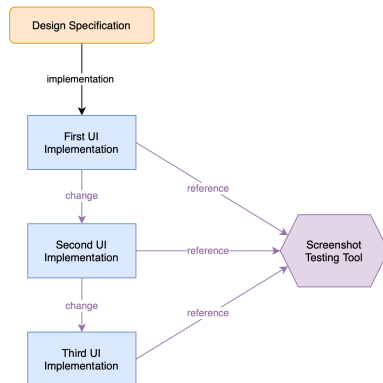 Design Specification
implementation
First UI
Implementation
change
reference
Second UI
Implementation
reference
Screenshot
Testing Tool
change
reference
Third UI
Implementation